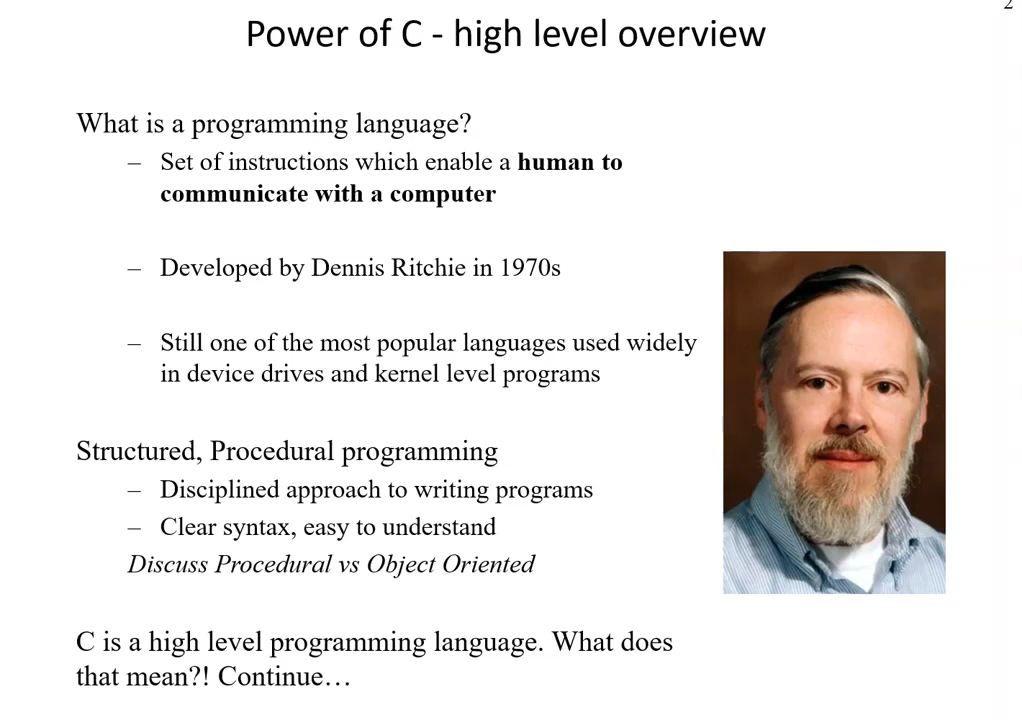 2
Power of C - high level overview
What is a programming language?
– Set of instructions which enable a human to
communicate with a computer
– Developed by Dennis Ritchie in 1970s
– Still one of the most popular languages used widely
in device drives and kernel level programs
Structured, Procedural programming
– Disciplined approach to writing programs
– Clear syntax, easy to understand
Discuss Procedural vs Object Oriented
C is a high level programming language. What does
that mean?! Continue…